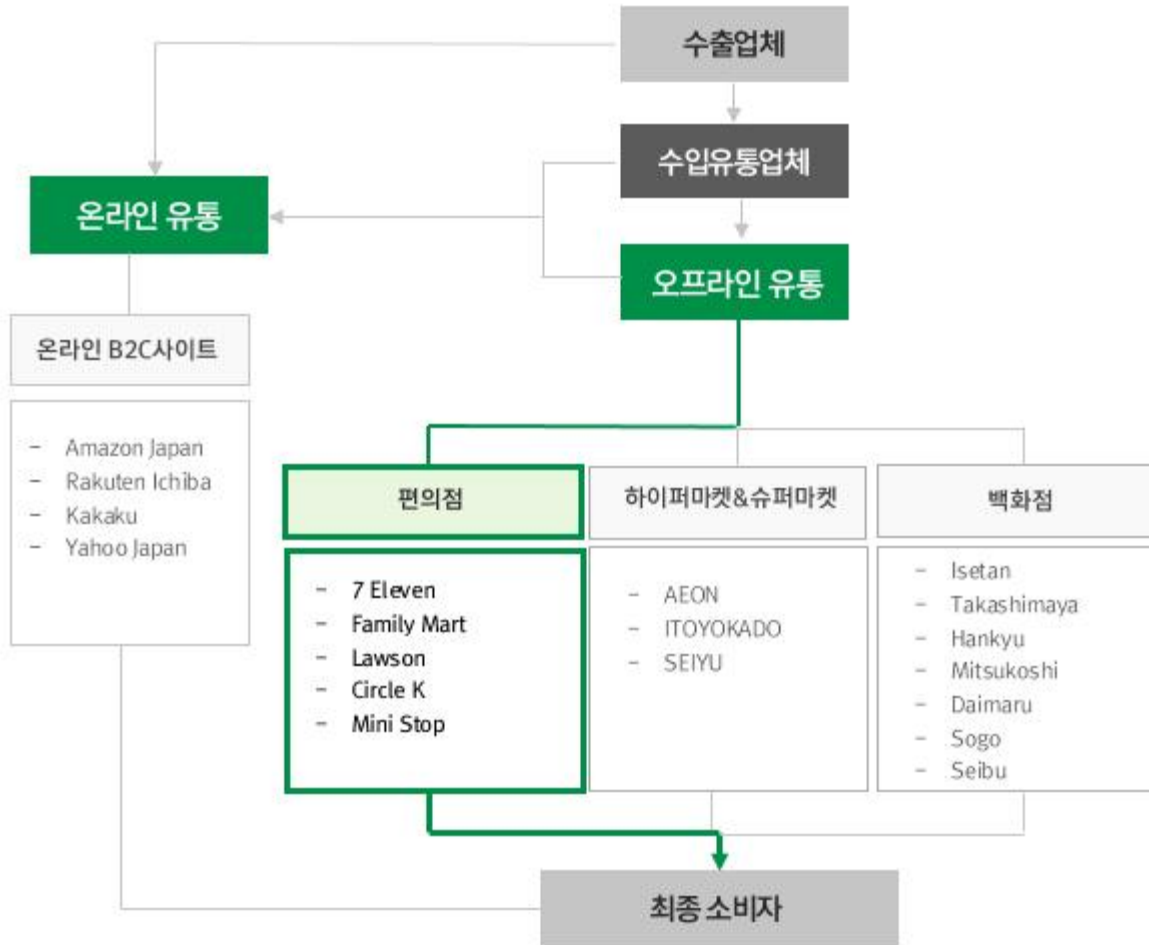 수출업체
수입유통업체
온라인 유통
오프라인 유통
온라인 B2C사이트
- Amazon Japan
- Rakuten Ichiba
- Kakaku
- Yahoo Japan
편의점
- 7 Eleven
- Family Mart
- Lawson
- Circle K
- Mini Stop
하이퍼마켓&슈퍼마켓
- AEON
- ITOYOKADO
- SEIYU
백화점
- Isetan
- Takashimaya
- Hankyu
- Mitsukoshi
- Daimaru
- Sogo
- Seibu
최종 소비자